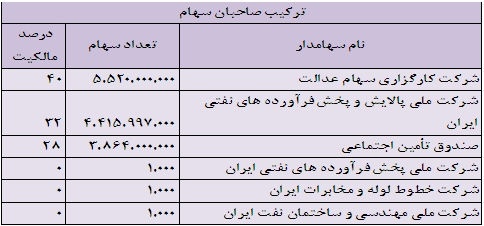 ترکیب صاحبان سهام
نام سهامدار تعداد سهام درصد مالکیت
شرکت کارگزاری سهام عدالت ۵.۵۲۰.۰۰۰.۰۰۰ ۴۰
شرکت ملی پالایش و پخش فرآورده های نفتی
ایران ۴.۴۱۵.۹۹۷.۰۰۰ ۳۲
صندوق تأمین اجتماعی ۳.۸۶۴.۰۰۰.۰۰۰ ۲۸
شرکت ملی پخش فرآورده های نفتی ایران ۱.۰۰۰ ۰
شرکت خطوط لوله و مخابرات ایران ۱.۰۰۰ ۰
شرکت ملی مهندسی و ساختمان نفت ایران ۱.۰۰۰ ۰